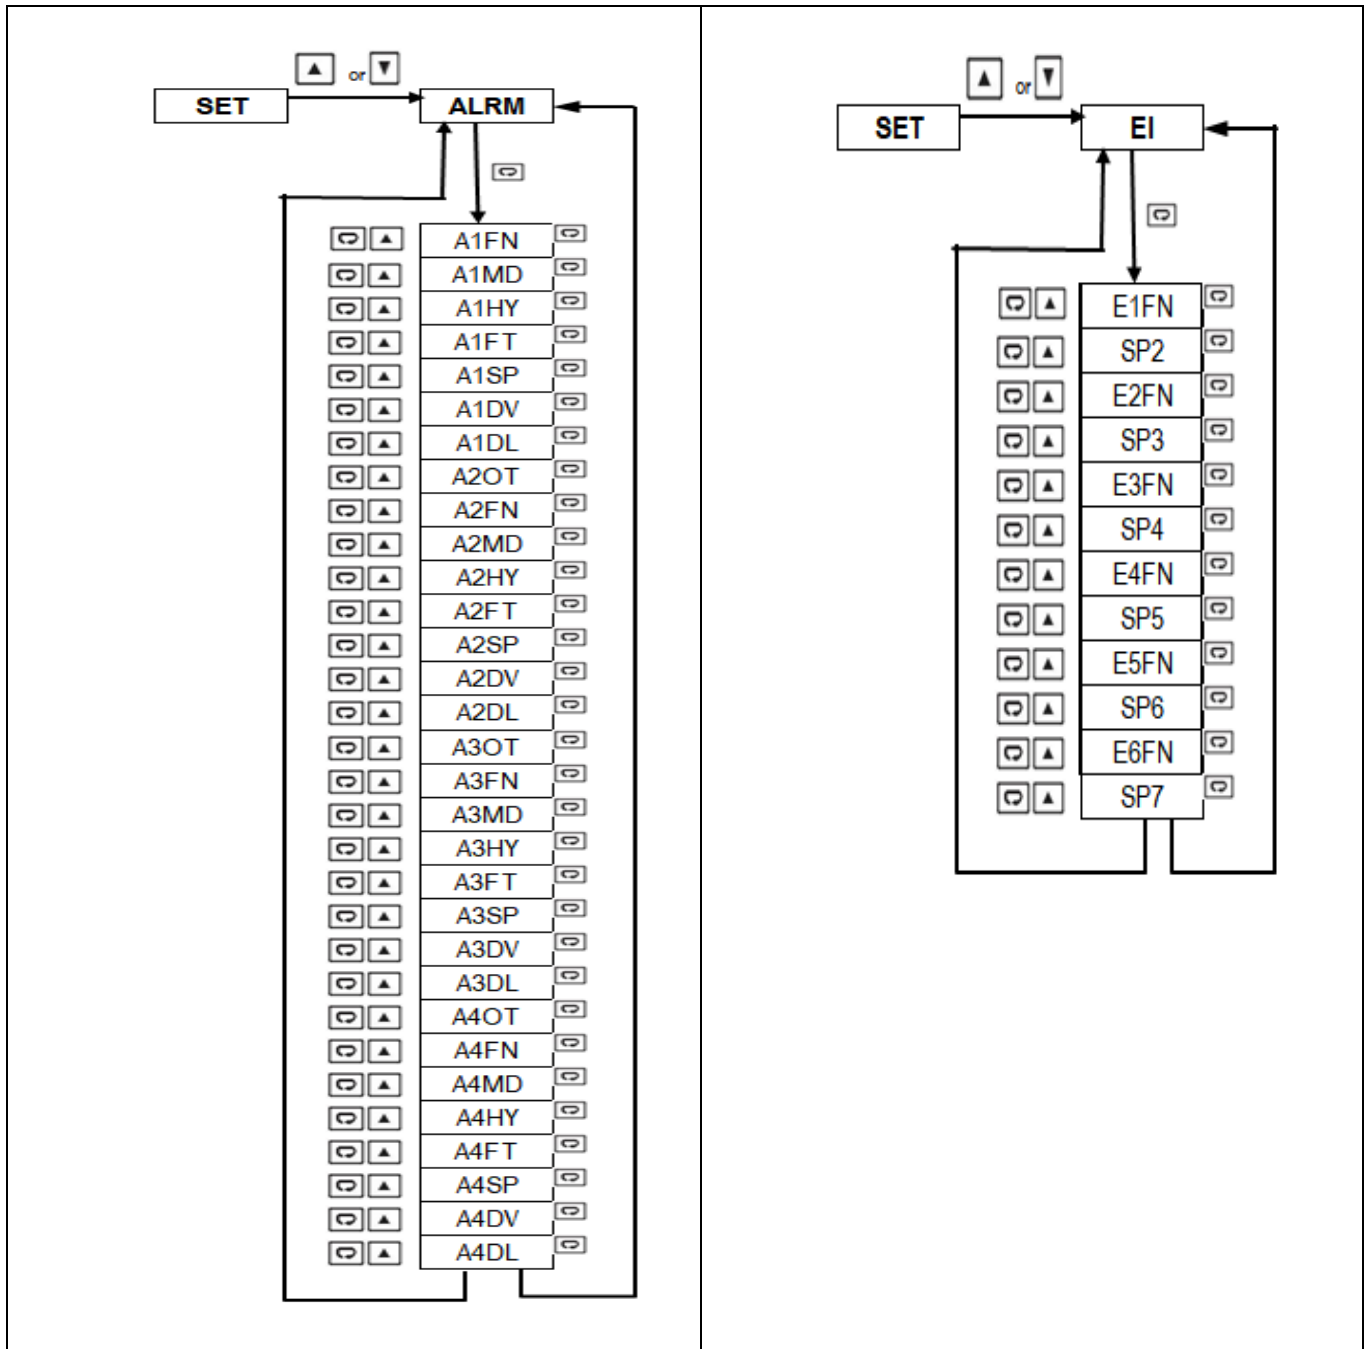 or
SET
ALRM
A1FN
A1MD
A1HY
A1FT
A1SP
A1DV
A1DL
A2OT
A2FN
A2MD
A2HY
A2FT
A2SP
A2DV
A2DL
A3OT
A3FN
A3MD
A3HY
A3FT
A3SP
A3DV
A3DL
A4OT
A4FN
A4MD
A4HY
A4FT
A4SP
A4DV
A4DL
or
SET
EI
E1FN
SP2
E2FN
SP3
E3FN
SP4
E4FN
SP5
E5FN
SP6
E6FN
SP7